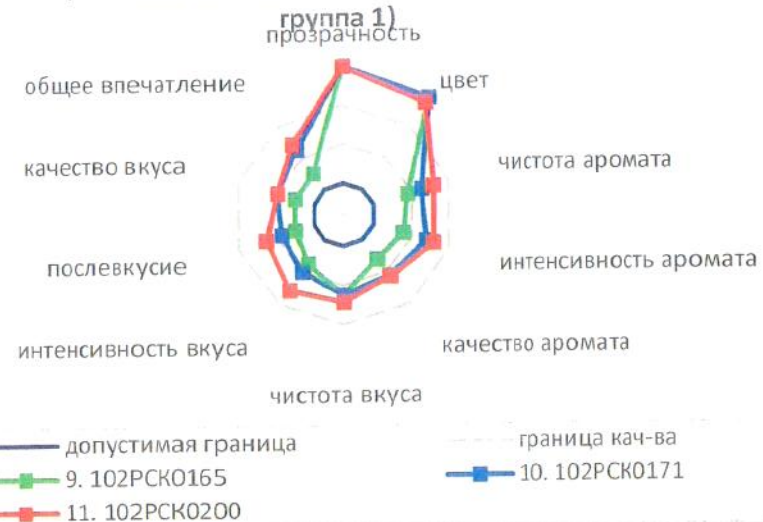 группа 1)
прозрачность
цвет
общее впечатление
чистота аромата
качество вкуса
интенсивность аромата
послевкусие
качество аромата
интенсивность вкуса
чистота вкуса
допустимая граница
граница кач-ва
9. 102РСК0165
10. 102РСК0171
11. 102РСК0200